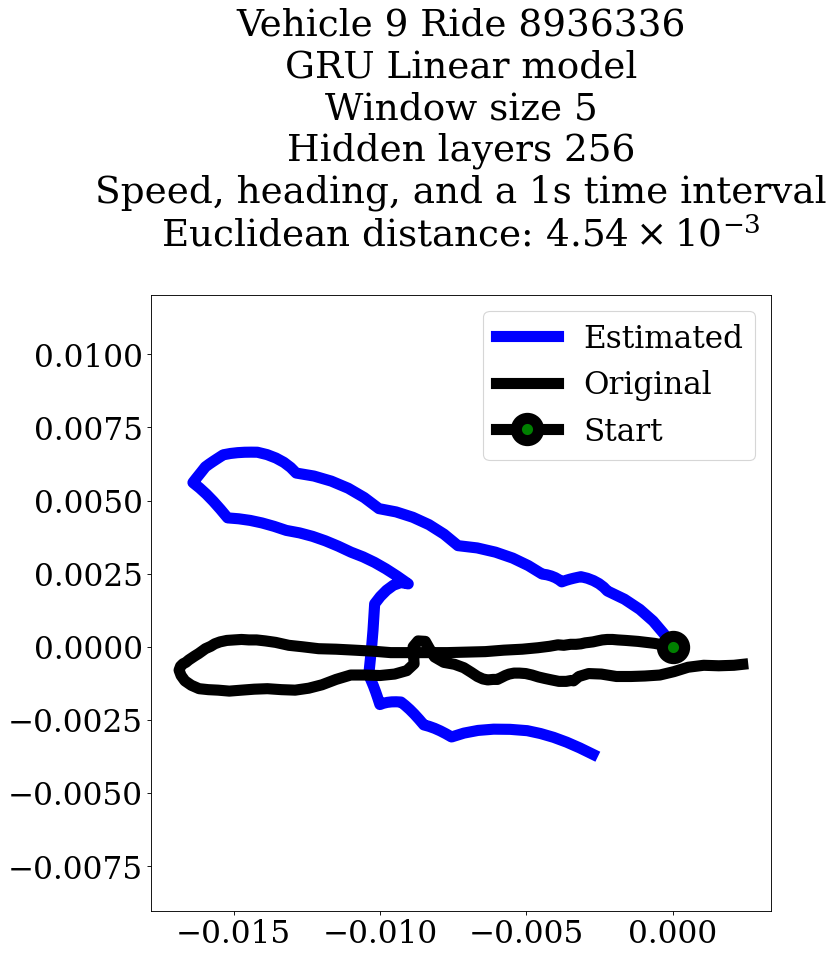 Vehicle 9 Ride 8936336
GRU Linear model
Window size 5
Hidden layers 256
Speed, heading, and a 1s time interval
Euclidean distance: 4.54 × 10⁻³
Estimated
Original
Start
0.0100
0.0075
0.0050
0.0025
0.0000
−0.0025
−0.0050
−0.0075
−0.015 −0.010 −0.005 0.000